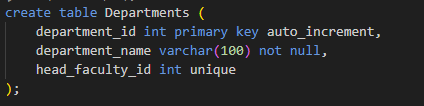 create table Departments (
    department_id int primary key auto_increment,
    department_name varchar(100) not null,
    head_faculty_id int unique
);